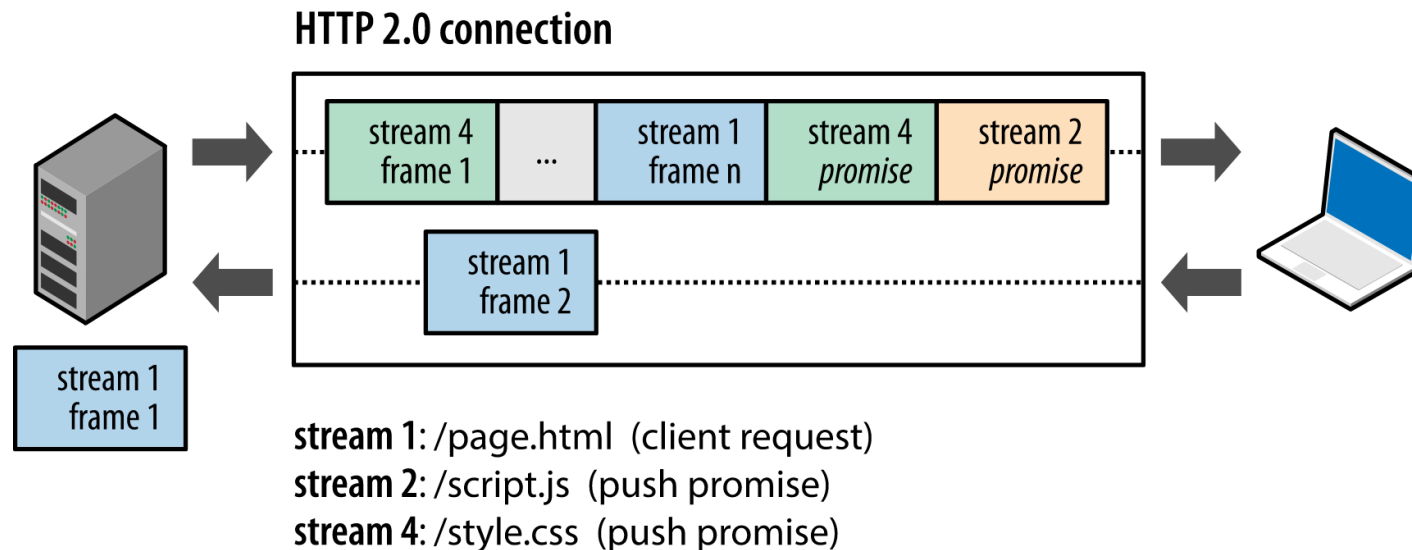 HTTP 2.0 connection
stream 4
frame 1
...
stream 1
frame n
stream 4
promise
stream 2
promise
stream 1
frame 2
stream 1
frame 1
stream 1: /page.html (client request)
stream 2: /script.js (push promise)
stream 4: /style.css (push promise)